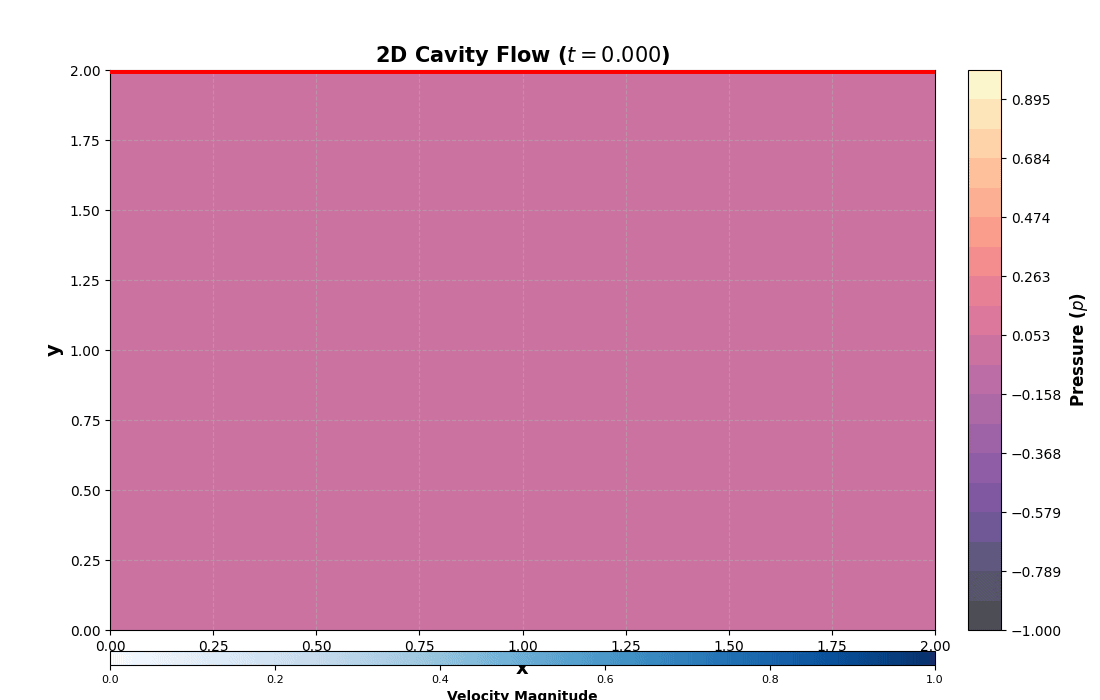 2D Cavity Flow (t = 0.000)
2.00
1.75
1.50
1.25
1.00
0.75
0.50
0.25
0.00
y
0.00 0.25 0.50 0.75 1.00 1.25 1.50 1.75 2.00
x
0.0 0.2 0.4 0.6 0.8 1.0
Velocity Magnitude
0.895
0.684
0.474
0.263
0.053
−0.158
−0.368
−0.579
−0.789
−1.000
Pressure (p)